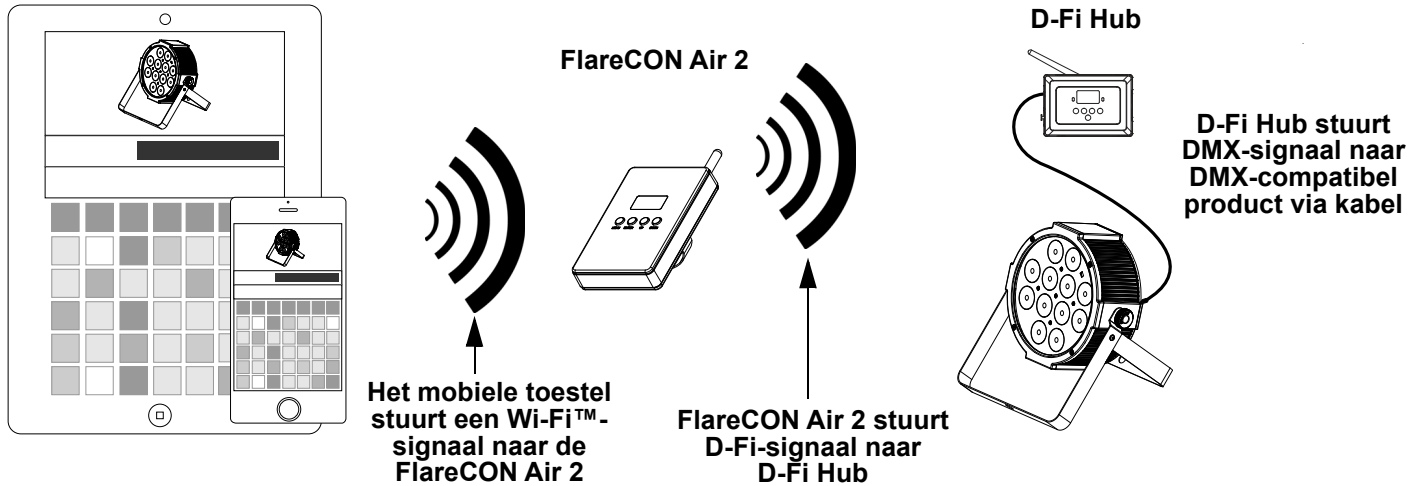 FlareCON Air 2
D-Fi Hub
D-Fi Hub stuurt
DMX-signaal naar
DMX-compatibel
product via kabel
Het mobiele toestel
stuurt een Wi-Fi™-
signaal naar de
FlareCON Air 2
FlareCON Air 2 stuurt
D-Fi-signaal naar
D-Fi Hub